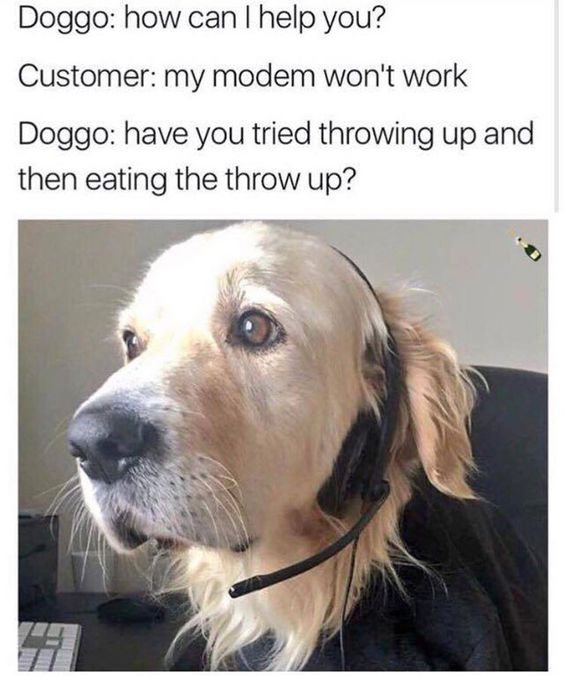 Doggo: how can I help you?
Customer: my modem won't work
Doggo: have you tried throwing up and
then eating the throw up?